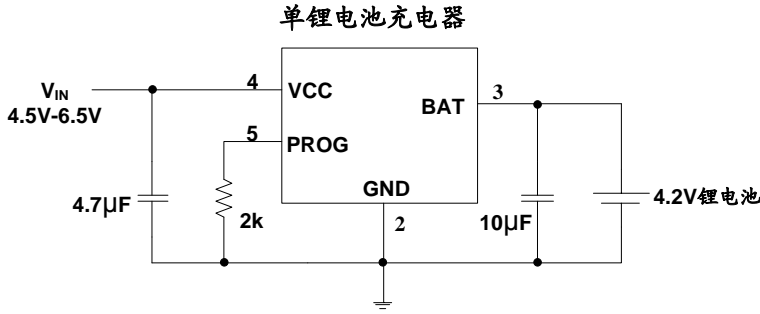 单锂电池充电器
V_IN
4.5V-6.5V
4
VCC
3
BAT
5
PROG
4.7μF
2k
GND
2
10μF
4.2V锂电池